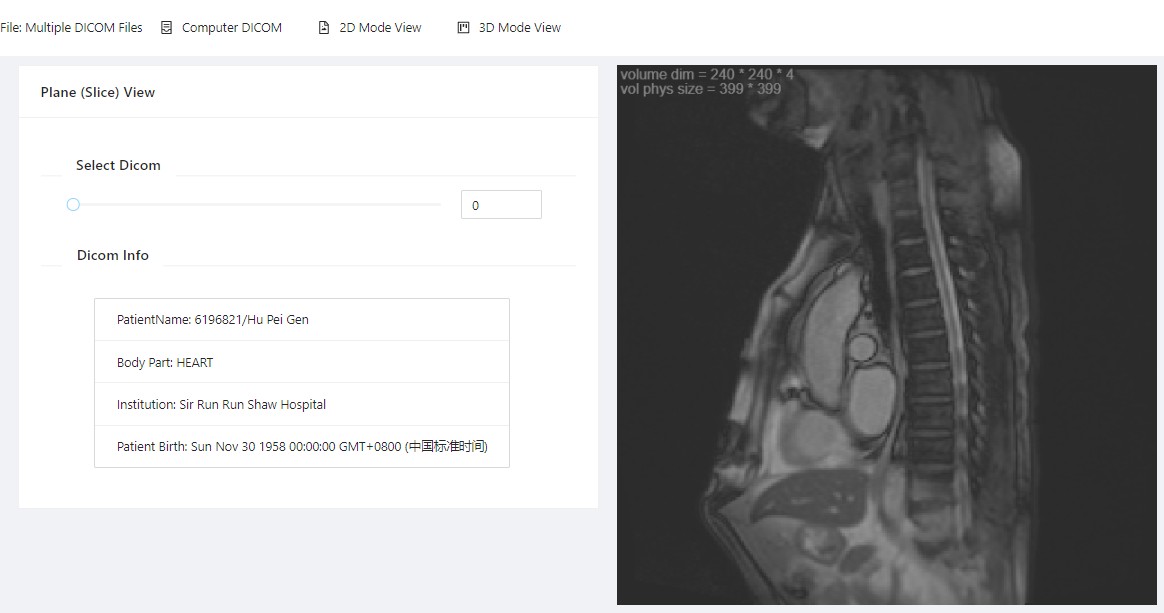 File: Multiple DICOM Files
Computer DICOM
2D Mode View
3D Mode View
Plane (Slice) View
Select Dicom
0
Dicom Info
PatientName: 6196821/Hu Pei Gen
Body Part: HEART
Institution: Sir Run Run Shaw Hospital
Patient Birth: Sun Nov 30 1958 00:00:00 GMT+0800 (中国标准时间)
volume dim = 240 * 240 * 4
vol phys size = 399 * 399